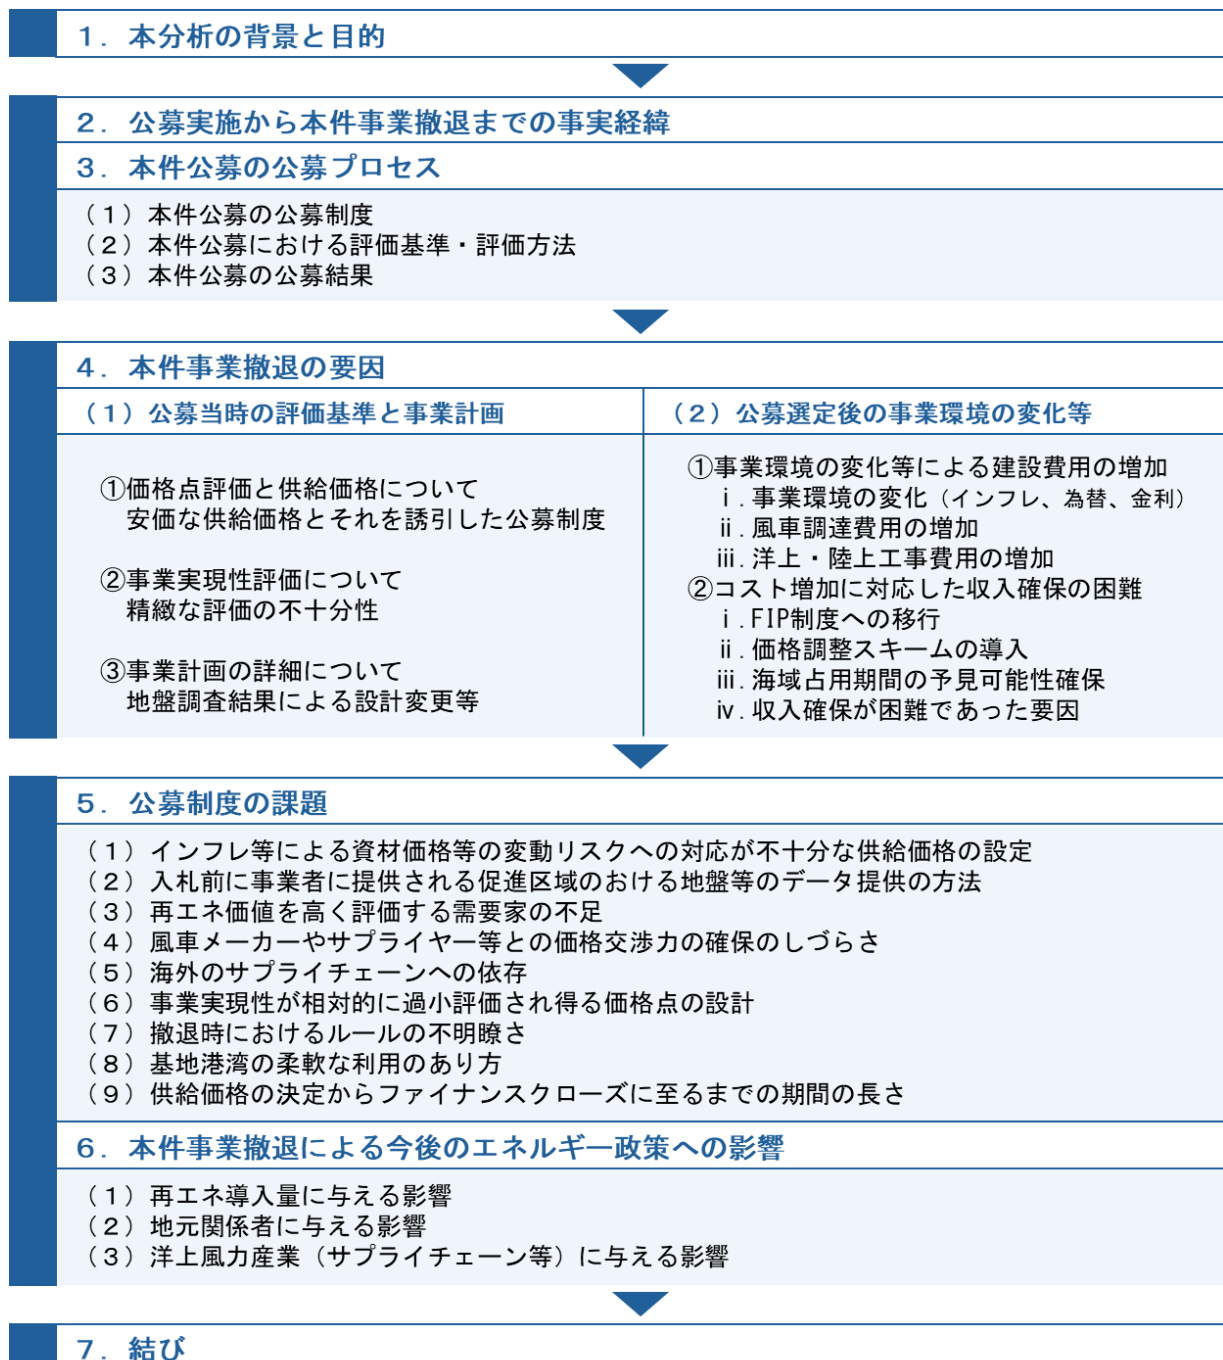 1. 本分析の背景と目的
2. 公募実施から本件事業撤退までの事実経緯
3. 本件公募の公募プロセス
（1）本件公募の公募制度
（2）本件公募における評価基準・評価方法
（3）本件公募の公募結果
4. 本件事業撤退の要因
（1）公募当時の評価基準と事業計画
①価格点評価と供給価格について
安価な供給価格とそれを誘引した公募制度
②事業実現性評価について
精緻な評価の不十分性
③事業計画の詳細について
地盤調査結果による設計変更等
（2）公募選定後の事業環境の変化等
①事業環境の変化等による建設費用の増加
ⅰ. 事業環境の変化（インフレ、為替、金利）
ⅱ. 風車調達費用の増加
ⅲ. 洋上・陸上工事費用の増加
②コスト増加に対応した収入確保の困難
ⅰ. FIP制度への移行
ⅱ. 価格調整スキームの導入
ⅲ. 海域占用期間の予見可能性確保
ⅳ. 収入確保が困難であった要因
5. 公募制度の課題
（1）インフレ等による資材価格等の変動リスクへの対応が不十分な供給価格の設定
（2）入札前に事業者に提供される促進区域のおける地盤等のデータ提供の方法
（3）再エネ価値を高く評価する需要家の不足
（4）風車メーカーやサプライヤー等との価格交渉力の確保のしづらさ
（5）海外のサプライチェーンへの依存
（6）事業実現性が相対的に過小評価され得る価格点の設計
（7）撤退時におけるルールの不明瞭さ
（8）基地港湾の柔軟な利用のあり方
（9）供給価格の決定からファイナンスクローズに至るまでの期間の長さ
6. 本件事業撤退による今後のエネルギー政策への影響
（1）再エネ導入量に与える影響
（2）地元関係者に与える影響
（3）洋上風力産業（サプライチェーン等）に与える影響
7. 結び